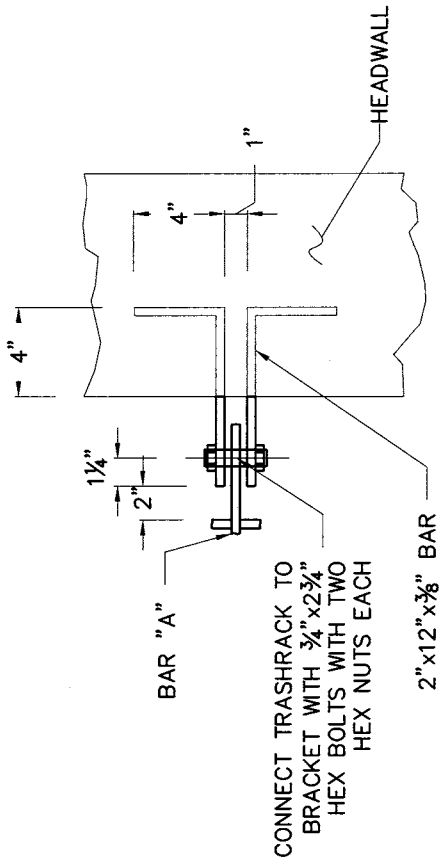 4"
4"
1"
1¼"
2"
BAR "A"
HEADWALL
CONNECT TRASHRACK TO
BRACKET WITH ¾"x2¾"
HEX BOLTS WITH TWO
HEX NUTS EACH
2"x12"x⅜" BAR